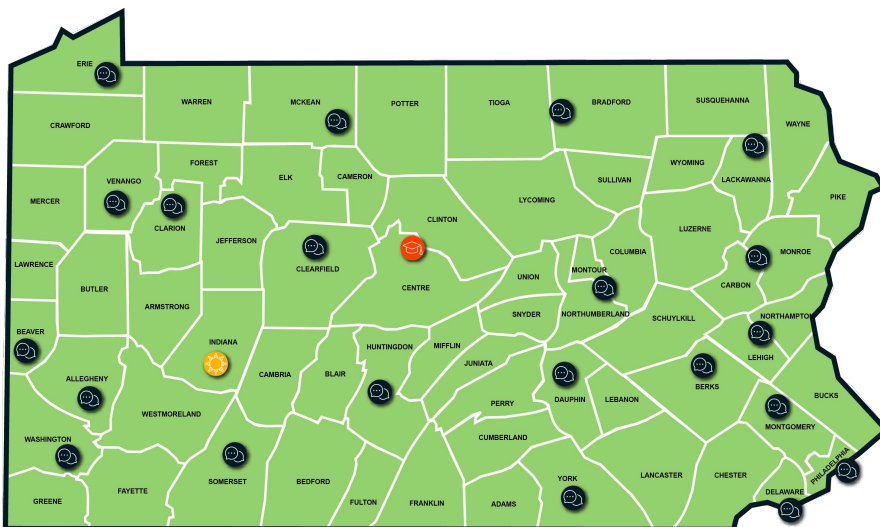 ERIE
WARREN
MCKEAN
POTTER
TIOGA
BRADFORD
SUSQUEHANNA
WAYNE
CRAWFORD
FOREST
WYOMING
VENANGO
ELK
CAMERON
SULLIVAN
LACKAWANNA
PIKE
MERCER
LYCOMING
CLARION
CLINTON
LUZERNE
JEFFERSON
COLUMBIA
MONROE
LAWRENCE
CLEARFIELD
MONTOUR
UNION
CARBON
BUTLER
CENTRE
ARMSTRONG
SNYDER
NORTHUMBERLAND
SCHUYLKILL
NORTHAMPTON
BEAVER
INDIANA
HUNTINGDON
MIFFLIN
LEHIGH
JUNIATA
ALLEGHENY
CAMBRIA
BLAIR
BERKS
PERRY
DAUPHIN
LEBANON
BUCKS
WESTMORELAND
MONTGOMERY
WASHINGTON
CUMBERLAND
PHILADELPHIA
SOMERSET
BEDFORD
YORK
LANCASTER
CHESTER
FAYETTE
DELAWARE
GREENE
FULTON
FRANKLIN
ADAMS